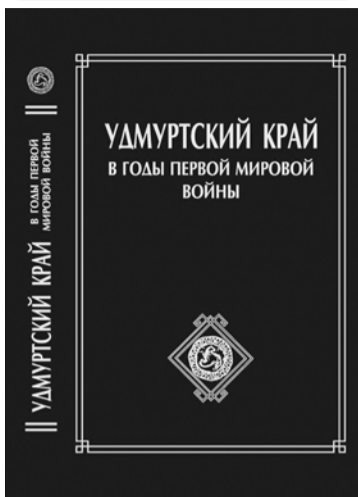 УДМУРТСКИЙ КРАЙ
В ГОДЫ ПЕРВОЙ
МИРОВОЙ ВОЙНЫ
УДМУРТСКИЙ КРАЙ
В ГОДЫ ПЕРВОЙ МИРОВОЙ
ВОЙНЫ